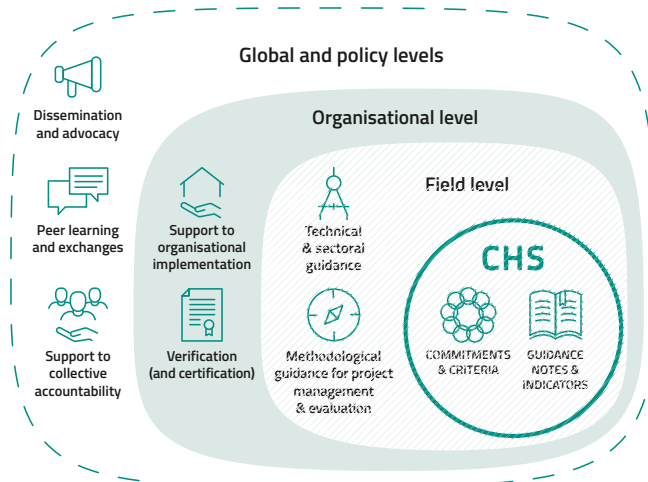 Global and policy levels
Dissemination
and advocacy
Peer learning
and exchanges
Support to
collective
accountability
Organisational level
Support to
organisational
implementation
Verification
(and certification)
Field level
Technical
& sectoral
guidance
Methodological
guidance for project
management
& evaluation
CHS
COMMITMENTS
& CRITERIA
GUIDANCE
NOTES &
INDICATORS